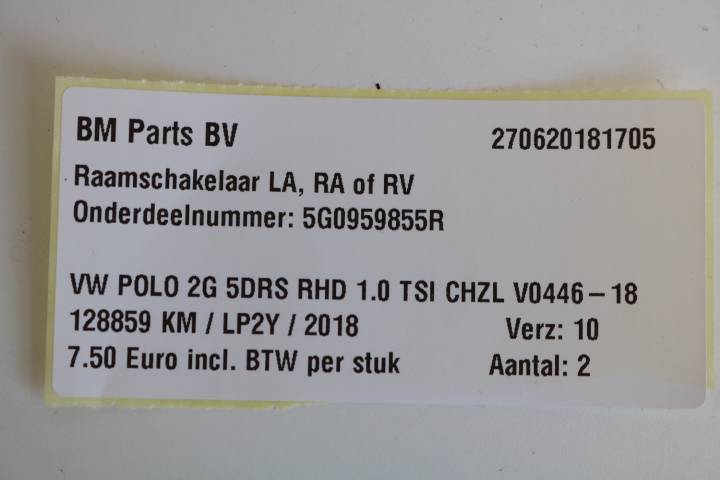 BM Parts BV 270620181705
Raamschakelaar LA, RA of RV
Onderdeelnummer: 5G0959855R
VW POLO 2G 5DRS RHD 1.0 TSI CHZL V0446-18
128859 KM / LP2Y / 2018 Verz: 10
7.50 Euro incl. BTW per stuk Aantal: 2